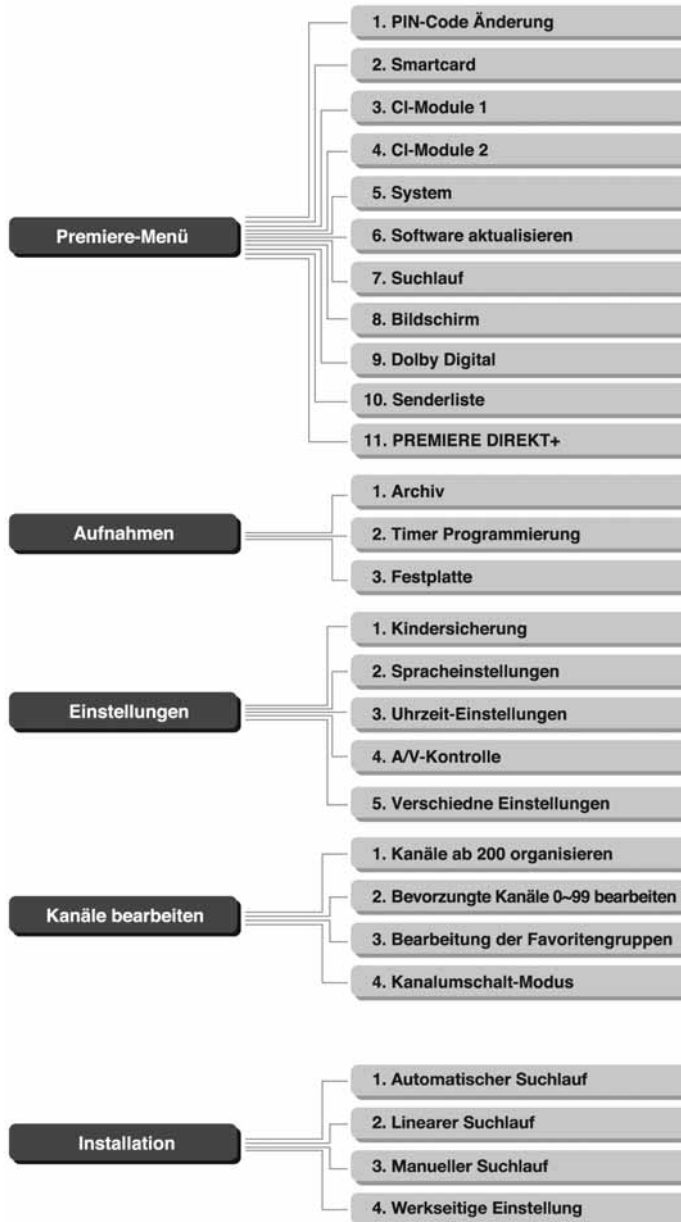 Premiere-Menü
1. PIN-Code Änderung
2. Smartcard
3. CI-Module 1
4. CI-Module 2
5. System
6. Software aktualisieren
7. Suchlauf
8. Bildschirm
9. Dolby Digital
10. Senderliste
11. PREMIERE DIREKT+
Aufnahmen
1. Archiv
2. Timer Programmierung
3. Festplatte
Einstellungen
1. Kindersicherung
2. Spracheinstellungen
3. Uhrzeit-Einstellungen
4. A/V-Kontrolle
5. Verschiedne Einstellungen
Kanäle bearbeiten
1. Kanäle ab 200 organisieren
2. Bevorzungte Kanäle 0~99 bearbeiten
3. Bearbeitung der Favoritengruppen
4. Kanalumschalt-Modus
Installation
1. Automatischer Suchlauf
2. Linearer Suchlauf
3. Manueller Suchlauf
4. Werkseitige Einstellung